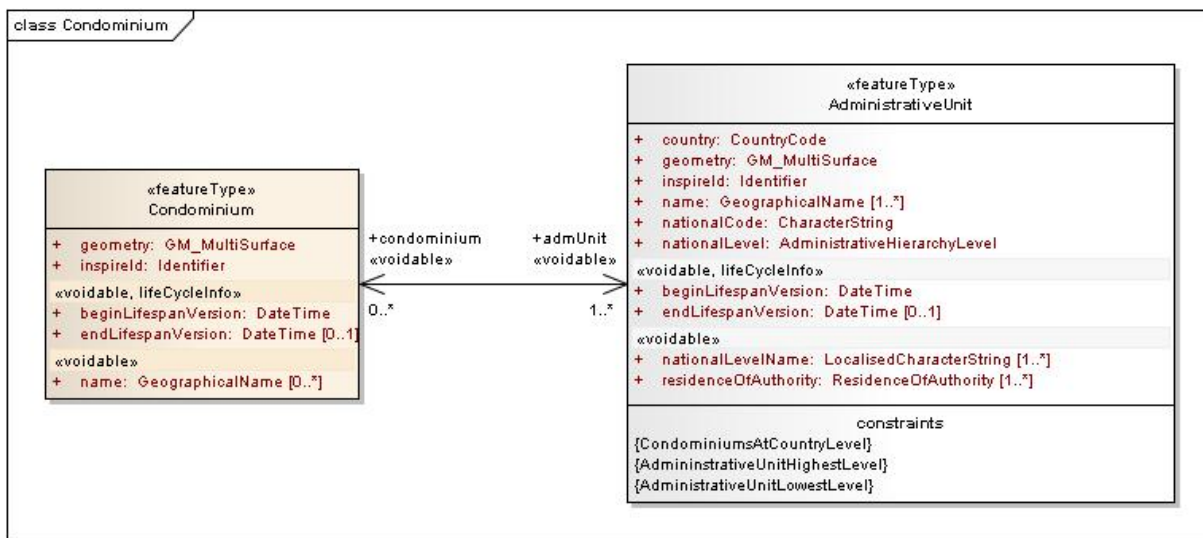 class Condominium
«featureType»
Condominium
+ geometry: GM_MultiSurface
+ inspireId: Identifier
«voidable, lifeCycleInfo»
+ beginLifespanVersion: DateTime
+ endLifespanVersion: DateTime [0..1]
«voidable»
+ name: GeographicalName [0..*]
+condominium
«voidable»
0..*
+admUnit
«voidable»
1..*
«featureType»
AdministrativeUnit
+ country: CountryCode
+ geometry: GM_MultiSurface
+ inspireId: Identifier
+ name: GeographicalName [1..*]
+ nationalCode: CharacterString
+ nationalLevel: AdministrativeHierarchyLevel
«voidable, lifeCycleInfo»
+ beginLifespanVersion: DateTime
+ endLifespanVersion: DateTime [0..1]
«voidable»
+ nationalLevelName: LocalisedCharacterString [1..*]
+ residenceOfAuthority: ResidenceOfAuthority [1..*]
constraints
{CondominiumsAtCountryLevel}
{AdmininstrativeUnitHighestLevel}
{AdministrativeUnitLowestLevel}